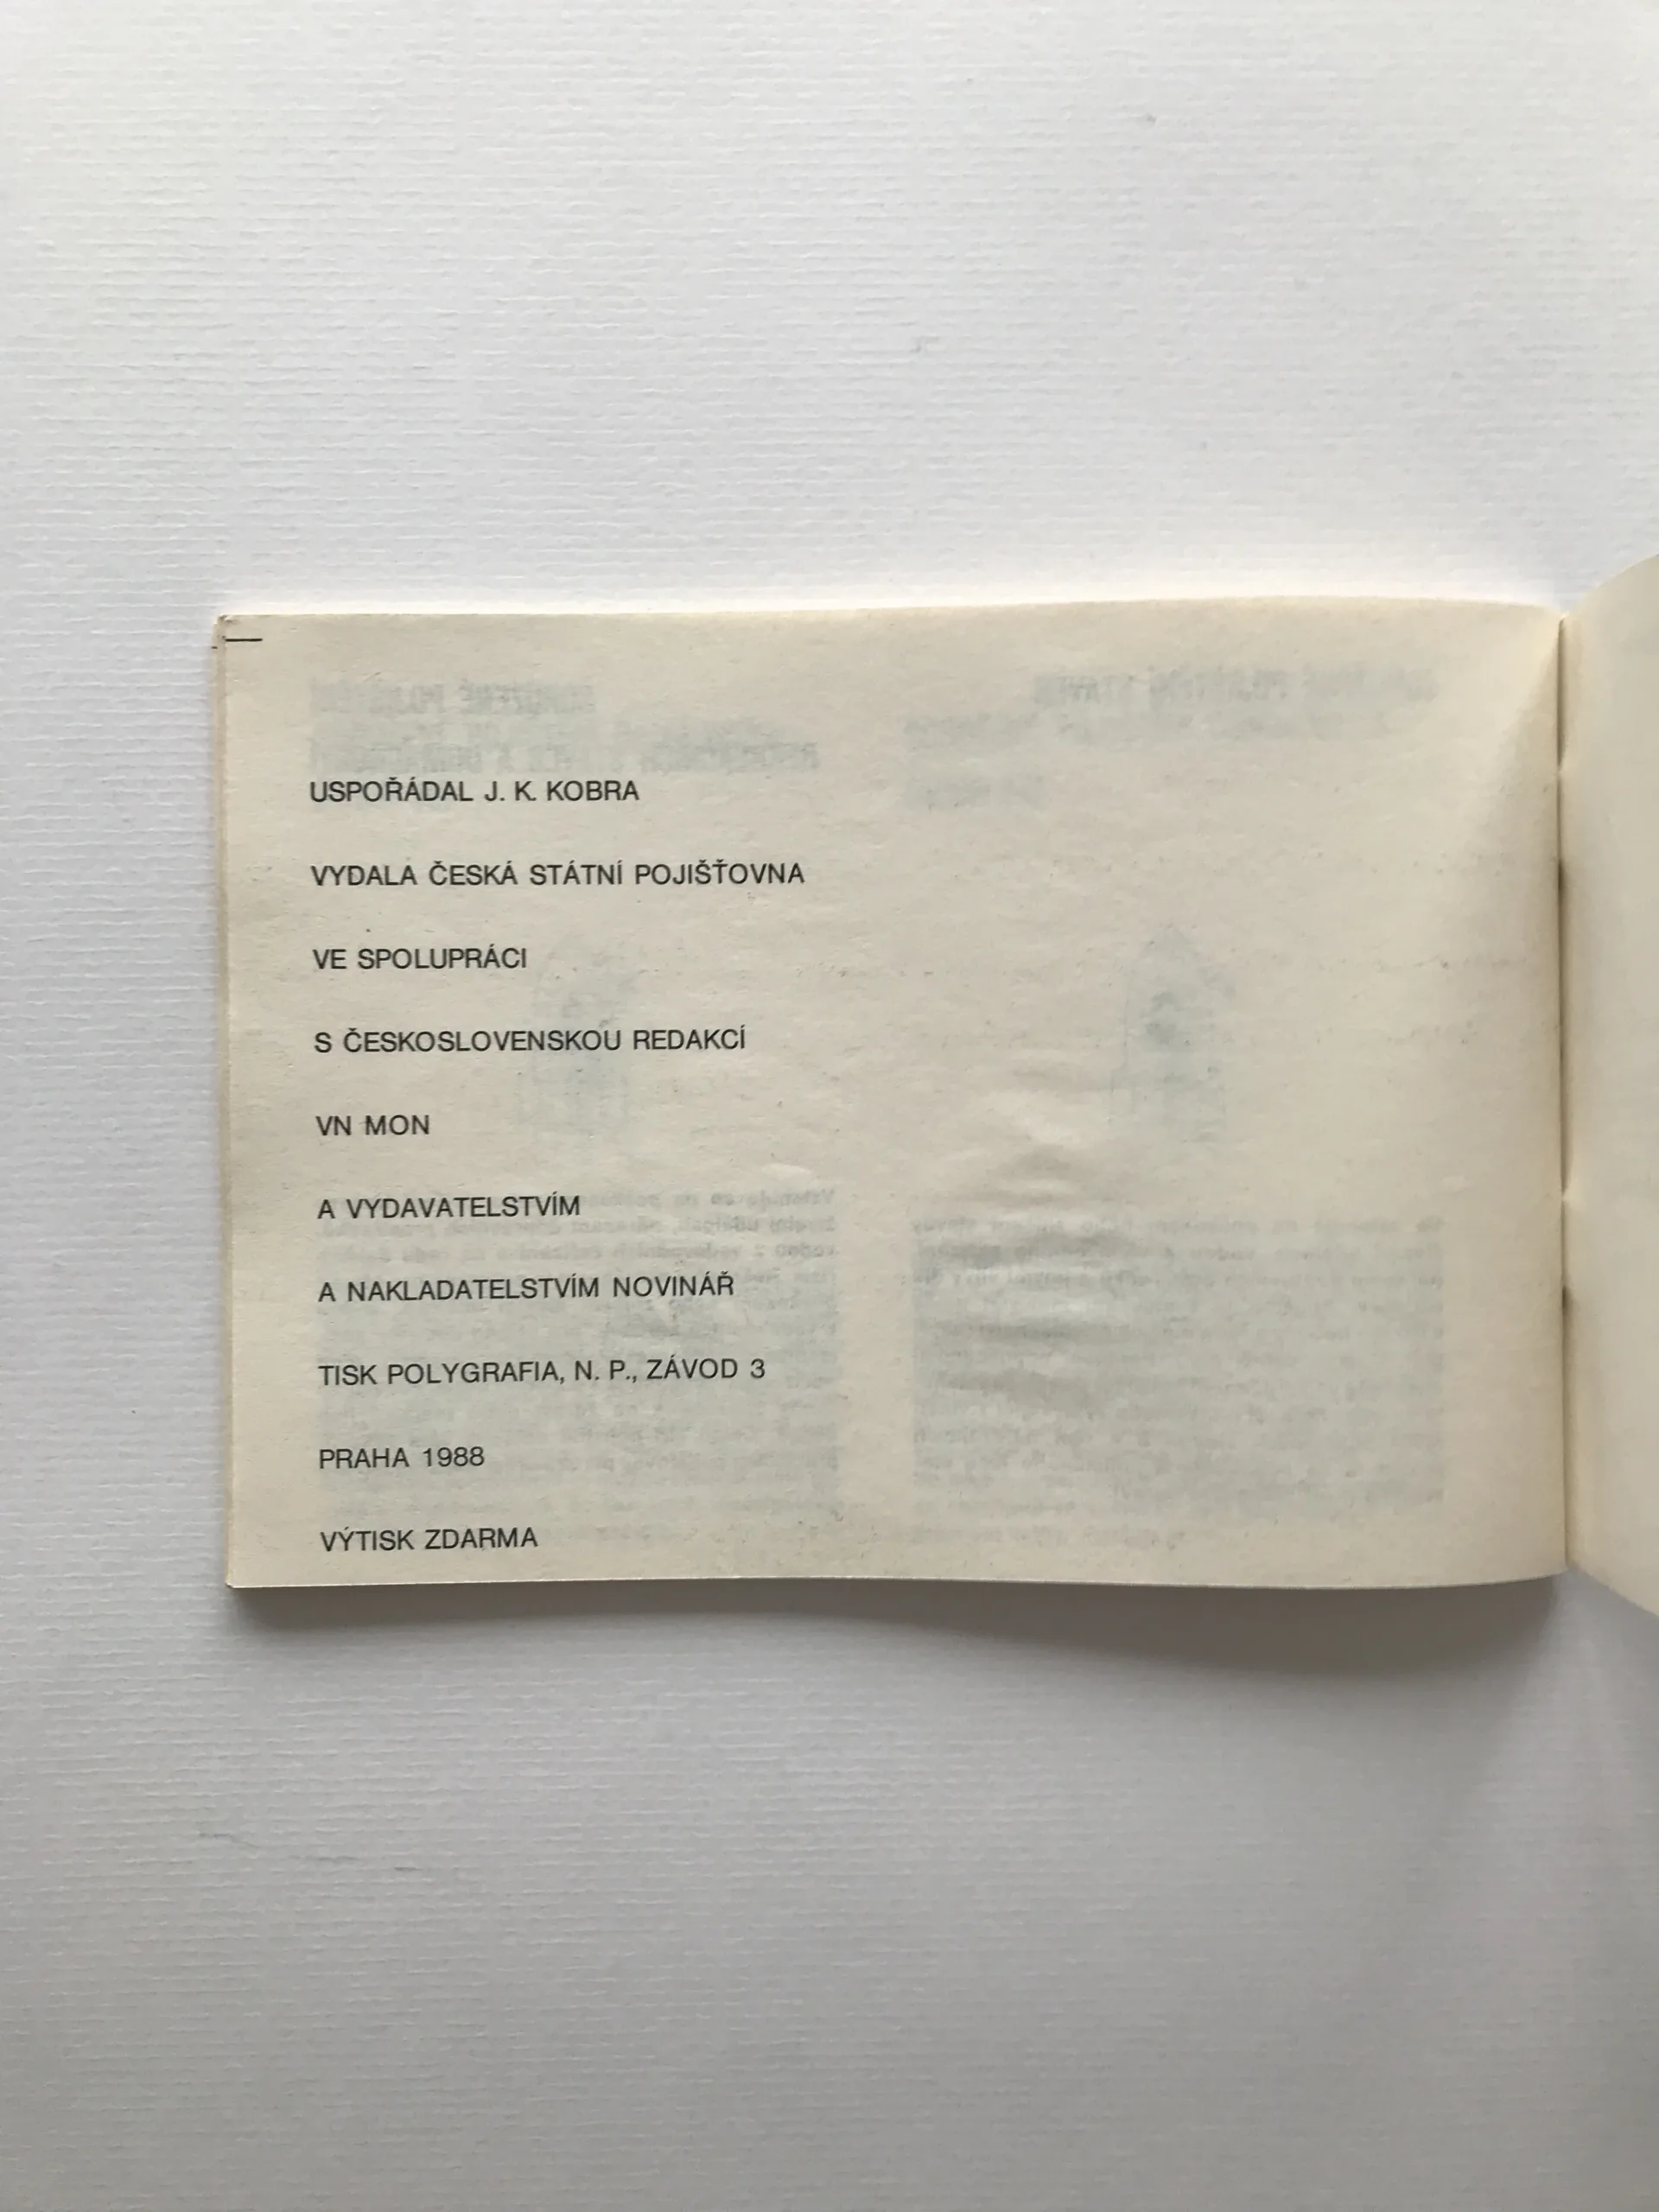 USPOŘÁDAL J. K. KOBRA
VYDALA ČESKÁ STÁTNÍ POJIŠŤOVNA
VE SPOLUPRÁCI
S ČESKOSLOVENSKOU REDAKCÍ
VN MON
A VYDAVATELSTVÍM
A NAKLADATELSTVÍM NOVINÁŘ
TISK POLYGRAFIA, N. P., ZÁVOD 3
PRAHA 1988
VÝTISK ZDARMA